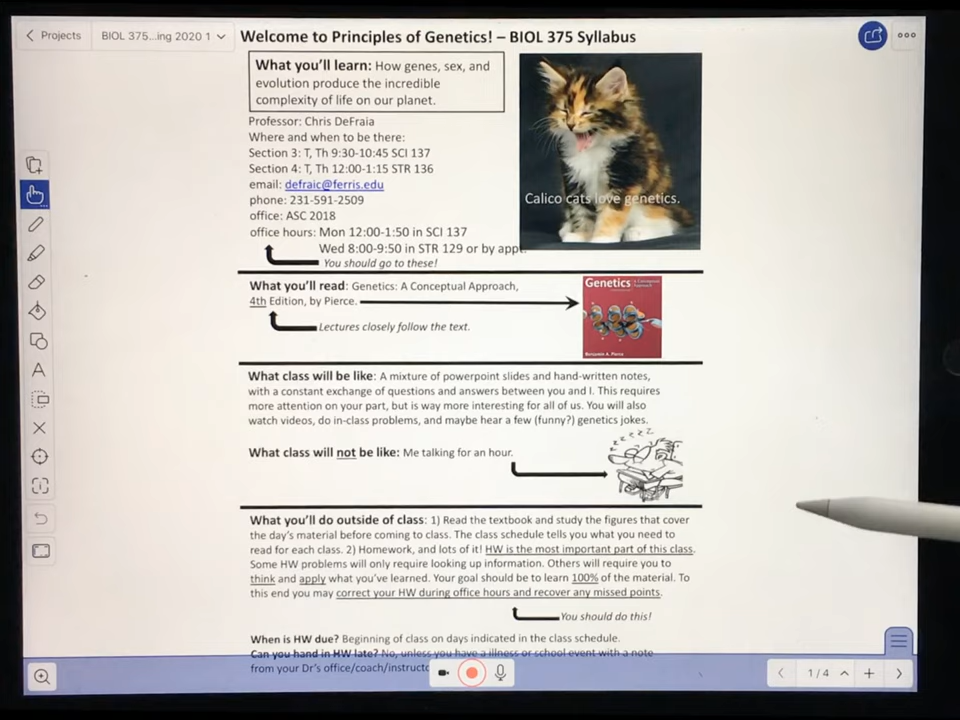 Projects
BIOL 375...ing 2020 1
Welcome to Principles of Genetics! – BIOL 375 Syllabus
What you'll learn: How genes, sex, and
evolution produce the incredible
complexity of life on our planet.
Professor: Chris DeFraia
Where and when to be there:
Section 3: T, Th 9:30-10:45 SCI 137
Section 4: T, Th 12:00-1:15 STR 136
email: defraic@ferris.edu
phone: 231-591-2509
office: ASC 2018
office hours: Mon 12:00-1:50 in SCI 137
Wed 8:00-9:50 in STR 129 or by appt.
You should go to these!
Calico cats love genetics.
What you'll read: Genetics: A Conceptual Approach,
4th Edition, by Pierce.
Lectures closely follow the text.
Genetics
Benjamin A. Pierce
What class will be like: A mixture of powerpoint slides and hand-written notes,
with a constant exchange of questions and answers between you and I. This requires
more attention on your part, but is way more interesting for all of us. You will also
watch videos, do in-class problems, and maybe hear a few (funny?) genetics jokes.
What class will not be like: Me talking for an hour.
zzzzzz
What you'll do outside of class: 1) Read the textbook and study the figures that cover
the day's material before coming to class. The class schedule tells you what you need to
read for each class. 2) Homework, and lots of it! HW is the most important part of this class.
Some HW problems will only require looking up information. Others will require you to
think and apply what you've learned. Your goal should be to learn 100% of the material. To
this end you may correct your HW during office hours and recover any missed points.
You should do this!
When is HW due? Beginning of class on days indicated in the class schedule.
Can you hand in HW late? No, unless you have a illness or school event with a note
from your Dr's office/coach/instructo
A
1/4